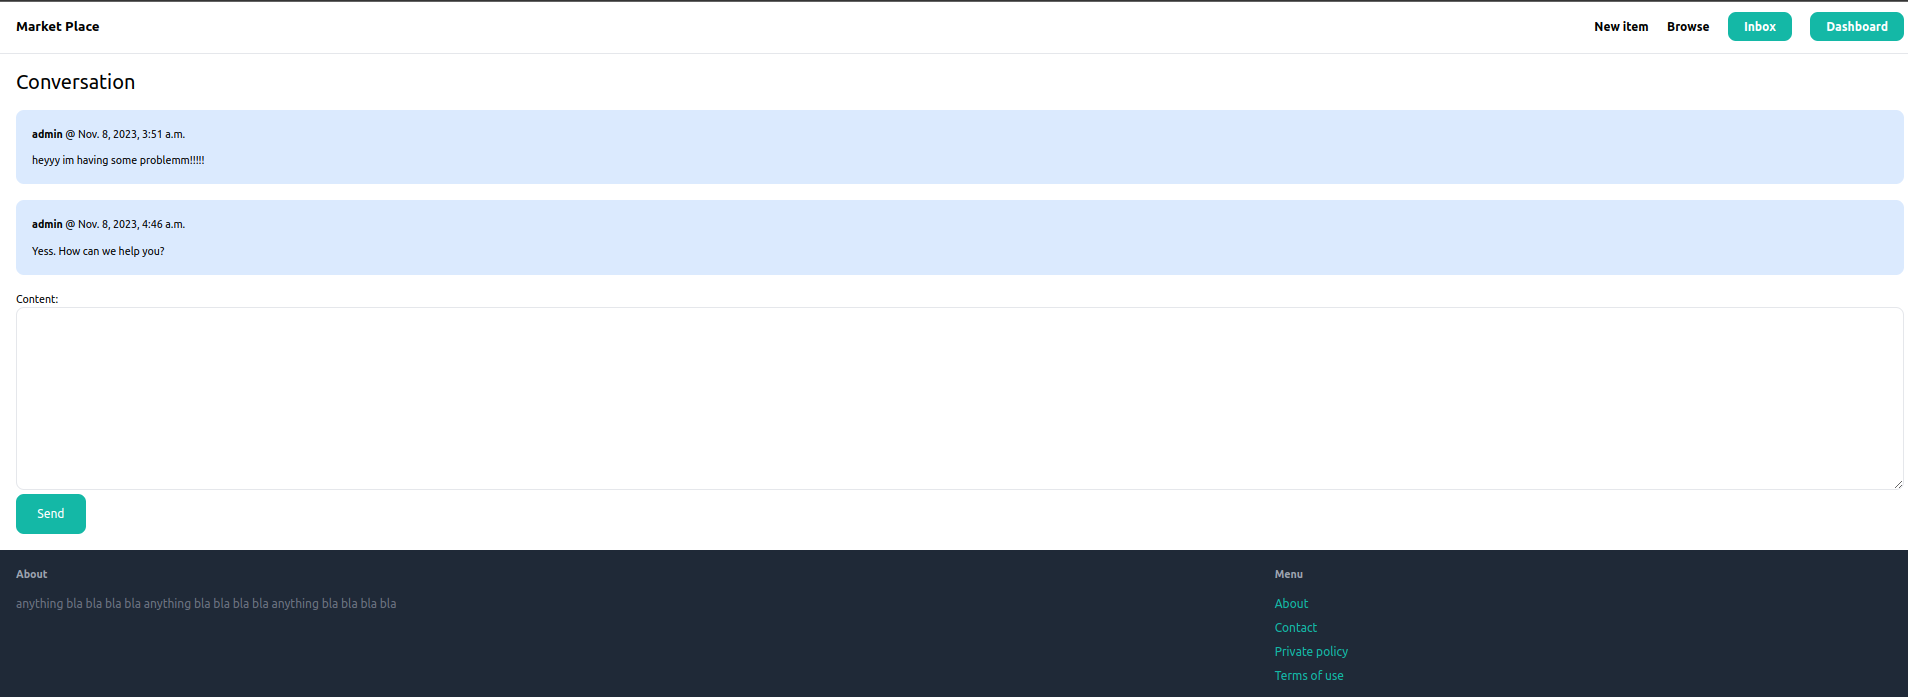 Market Place
New item Browse Inbox Dashboard
Conversation
admin @ Nov. 8, 2023, 3:51 a.m.
heyyy im having some problemm!!!!!
admin @ Nov. 8, 2023, 4:46 a.m.
Yess. How can we help you?
Content:
Send
About
anything bla bla bla bla anything bla bla bla bla anything bla bla bla bla
Menu
About
Contact
Private policy
Terms of use